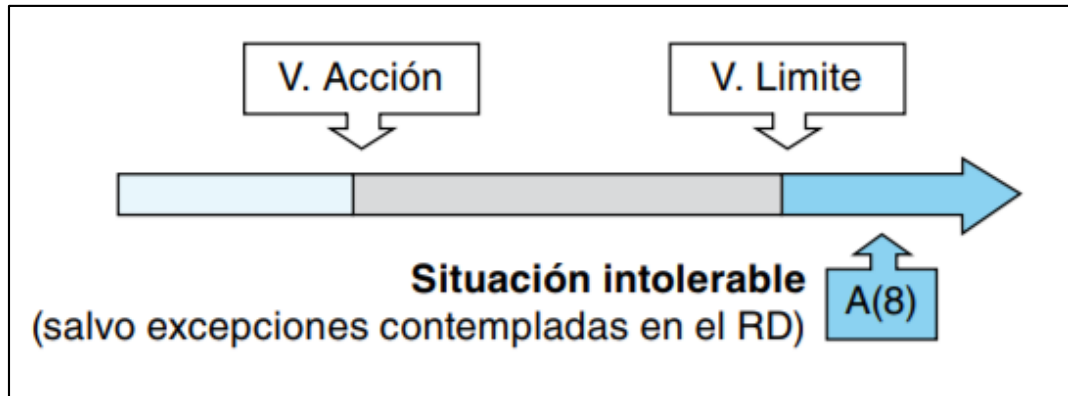 V. Acción
V. Limite
Situación intolerable
(salvo excepciones contempladas en el RD)
A(8)